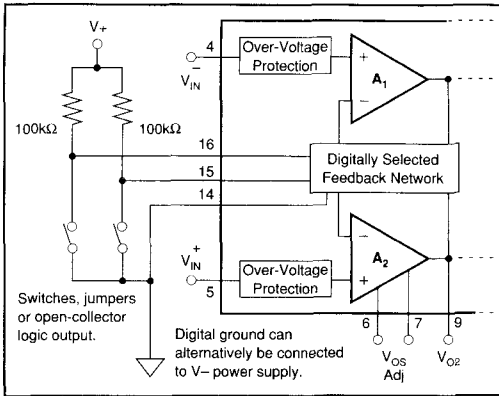 V+
100kΩ
100kΩ
4
V–IN
Over-Voltage
Protection
+
A1
–
16
15
14
Digitally Selected
Feedback Network
–
A2
+
V+IN
5
Over-Voltage
Protection
Switches, jumpers
or open-collector
logic output.
Digital ground can
alternatively be connected
to V– power supply.
6
7
9
VOS
Adj
VO2